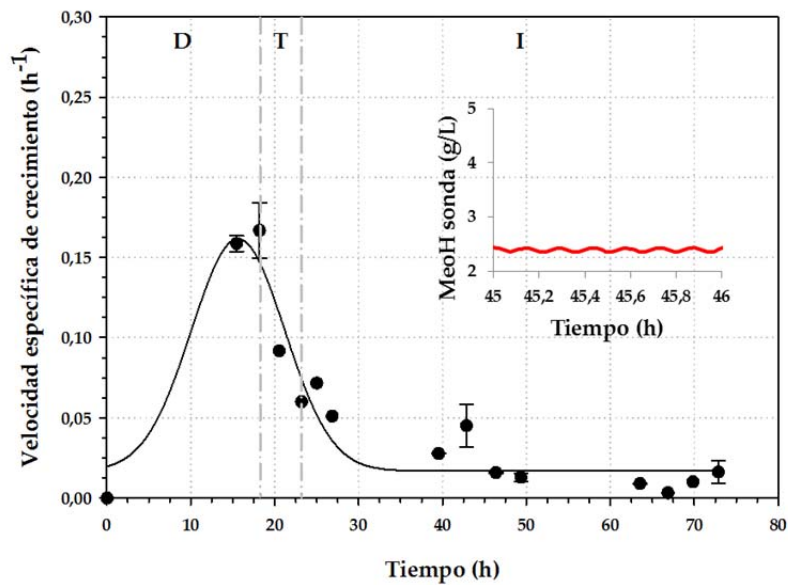 0,30
0,25
0,20
0,15
0,10
0,05
0,00
Velocidad específica de crecimiento (h⁻¹)
D
T
I
5
4
3
2
MeoH sonda (g/L)
45 45,2 45,4 45,6 45,8 46
Tiempo (h)
0 10 20 30 40 50 60 70 80
Tiempo (h)